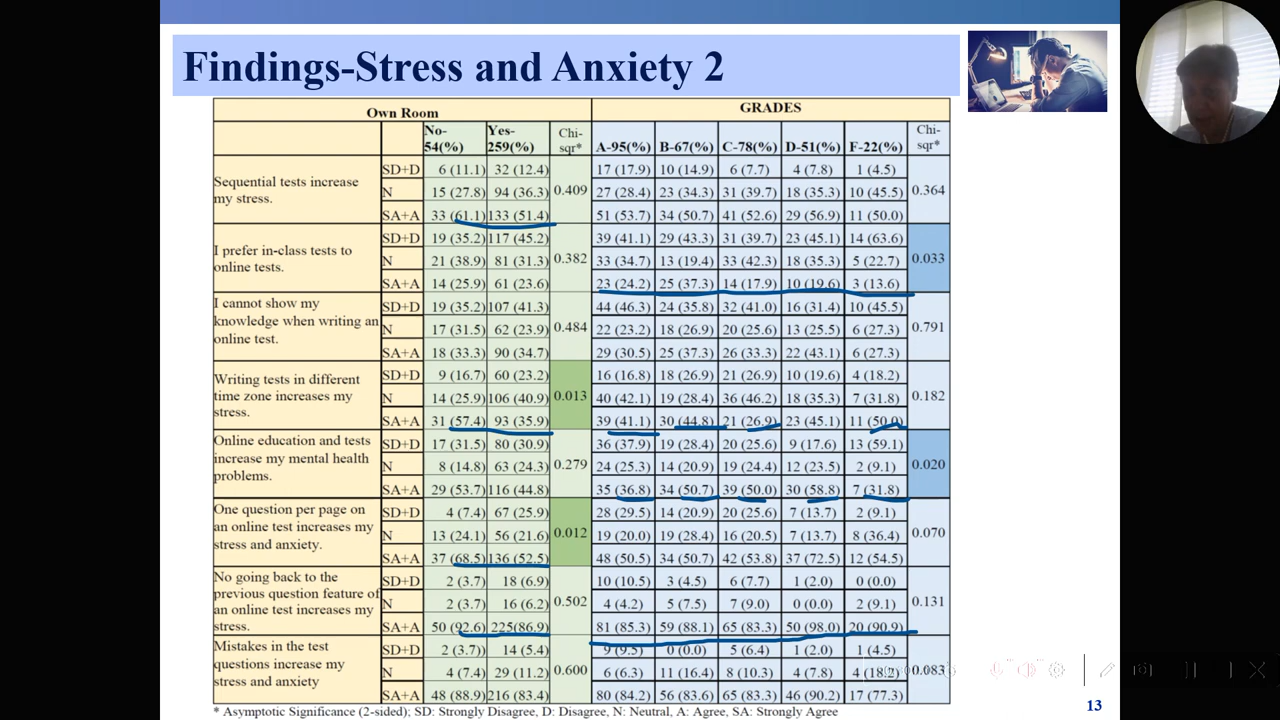 Findings-Stress and Anxiety 2
Own Room GRADES
No-54(%) Yes-259(%) Chi-sqr* A-95(%) B-67(%) C-78(%) D-51(%) F-22(%) Chi-sqr*
Sequential tests increase my stress.
SD+D 6 (11.1) 32 (12.4) 17 (17.9) 10 (14.9) 6 (7.7) 4 (7.8) 1 (4.5)
N 15 (27.8) 94 (36.3) 0.409 27 (28.4) 23 (34.3) 31 (39.7) 18 (35.3) 10 (45.5) 0.364
SA+A 33 (61.1) 133 (51.4) 51 (53.7) 34 (50.7) 41 (52.6) 29 (56.9) 11 (50.0)
I prefer in-class tests to online tests.
SD+D 19 (35.2) 117 (45.2) 39 (41.1) 29 (43.3) 31 (39.7) 23 (45.1) 14 (63.6)
N 21 (38.9) 81 (31.3) 0.382 33 (34.7) 13 (19.4) 33 (42.3) 18 (35.3) 5 (22.7) 0.033
SA+A 14 (25.9) 61 (23.6) 23 (24.2) 25 (37.3) 14 (17.9) 10 (19.6) 3 (13.6)
I cannot show my knowledge when writing an online test.
SD+D 19 (35.2) 107 (41.3) 44 (46.3) 24 (35.8) 32 (41.0) 16 (31.4) 10 (45.5)
N 17 (31.5) 62 (23.9) 0.484 22 (23.2) 18 (26.9) 20 (25.6) 13 (25.5) 6 (27.3) 0.791
SA+A 18 (33.3) 90 (34.7) 29 (30.5) 25 (37.3) 26 (33.3) 22 (43.1) 6 (27.3)
Writing tests in different time zone increases my stress.
SD+D 9 (16.7) 60 (23.2) 16 (16.8) 18 (26.9) 21 (26.9) 10 (19.6) 4 (18.2)
N 14 (25.9) 106 (40.9) 0.013 40 (42.1) 19 (28.4) 36 (46.2) 18 (35.3) 7 (31.8) 0.182
SA+A 31 (57.4) 93 (35.9) 39 (41.1) 30 (44.8) 21 (26.9) 23 (45.1) 11 (50.0)
Online education and tests increase my mental health problems.
SD+D 17 (31.5) 80 (30.9) 36 (37.9) 19 (28.4) 20 (25.6) 9 (17.6) 13 (59.1)
N 8 (14.8) 63 (24.3) 0.279 24 (25.3) 14 (20.9) 19 (24.4) 12 (23.5) 2 (9.1) 0.020
SA+A 29 (53.7) 116 (44.8) 35 (36.8) 34 (50.7) 39 (50.0) 30 (58.8) 7 (31.8)
One question per page on an online test increases my stress and anxiety.
SD+D 4 (7.4) 67 (25.9) 28 (29.5) 14 (20.9) 20 (25.6) 7 (13.7) 2 (9.1)
N 13 (24.1) 56 (21.6) 0.012 19 (20.0) 19 (28.4) 16 (20.5) 7 (13.7) 8 (36.4) 0.070
SA+A 37 (68.5) 136 (52.5) 48 (50.5) 34 (50.7) 42 (53.8) 37 (72.5) 12 (54.5)
No going back to the previous question feature of an online test increases my stress.
SD+D 2 (3.7) 18 (6.9) 10 (10.5) 3 (4.5) 6 (7.7) 1 (2.0) 0 (0.0)
N 2 (3.7) 16 (6.2) 0.502 4 (4.2) 5 (7.5) 7 (9.0) 0 (0.0) 2 (9.1) 0.131
SA+A 50 (92.6) 225(86.9) 81 (85.3) 59 (88.1) 65 (83.3) 50 (98.0) 20 (90.9)
Mistakes in the test questions increase my stress and anxiety
SD+D 2 (3.7)) 14 (5.4) 9 (9.5) 0 (0.0) 5 (6.4) 1 (2.0) 1 (4.5)
N 4 (7.4) 29 (11.2) 0.600 6 (6.3) 11 (16.4) 8 (10.3) 4 (7.8) 4 (18.2) 0.083
SA+A 48 (88.9) 216 (83.4) 80 (84.2) 56 (83.6) 65 (83.3) 46 (90.2) 17 (77.3)
* Asymptotic Significance (2-sided); SD: Strongly Disagree, D: Disagree, N: Neutral, A: Agree, SA: Strongly Agree
13